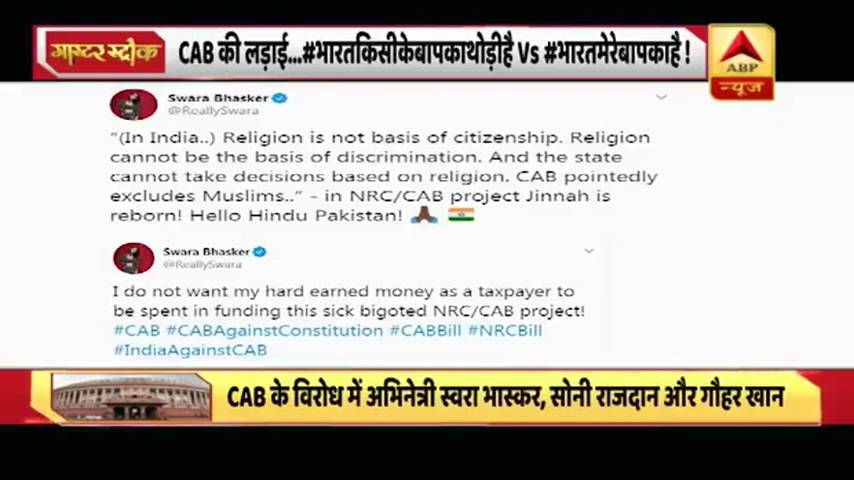 मास्टर स्ट्रोक
CAB की लड़ाई...#भारतकिसीकेबापकाथोड़ीहै Vs #भारतमेरेबापकाहै!
ABP
न्यूज़
Swara Bhasker
@ReallySwara
"(In India..) Religion is not basis of citizenship. Religion
cannot be the basis of discrimination. And the state
cannot take decisions based on religion. CAB pointedly
excludes Muslims.." - in NRC/CAB project Jinnah is
reborn! Hello Hindu Pakistan!
Swara Bhasker
@ReallySwara
I do not want my hard earned money as a taxpayer to
be spent in funding this sick bigoted NRC/CAB project!
#CAB #CABAgainstConstitution #CABBill #NRCBill
#IndiaAgainstCAB
CAB के विरोध में अभिनेत्री स्वरा भास्कर, सोनी राजदान और गौहर खान